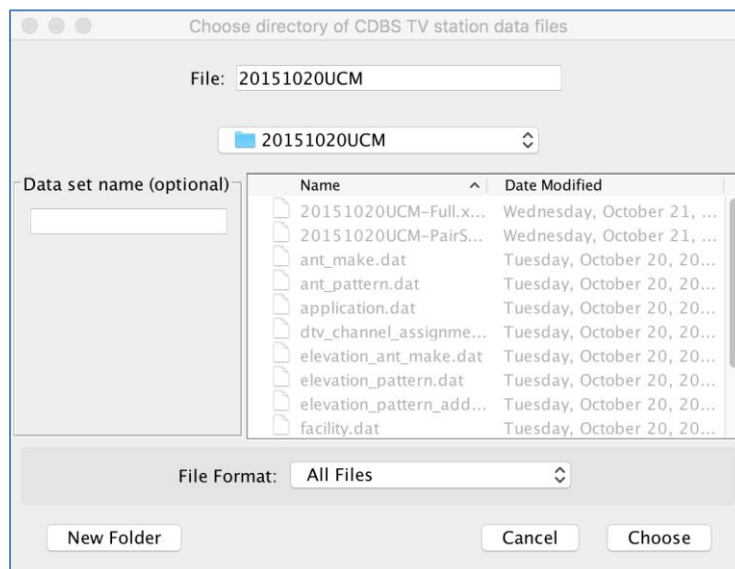 Choose directory of CDBS TV station data files
File: 20151020UCM
20151020UCM
Data set name (optional)
Name Date Modified
20151020UCM-Full.x... Wednesday, October 21, ...
20151020UCM-PairS... Wednesday, October 21, ...
ant_make.dat Tuesday, October 20, 20...
ant_pattern.dat Tuesday, October 20, 20...
application.dat Tuesday, October 20, 20...
dtv_channel_assignme... Tuesday, October 20, 20...
elevation_ant_make.dat Tuesday, October 20, 20...
elevation_pattern.dat Tuesday, October 20, 20...
elevation_pattern_add... Tuesday, October 20, 20...
facility.dat Tuesday, October 20, 20...
File Format: All Files
New Folder Cancel Choose